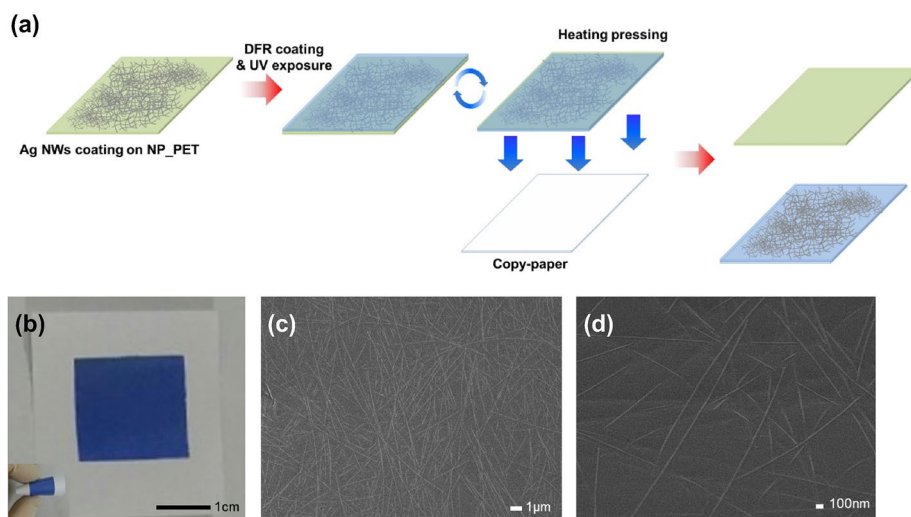 (a)
DFR coating
& UV exposure
Heating pressing
Ag NWs coating on NP_PET
Copy-paper
(b)
1cm
(c)
1μm
(d)
100nm